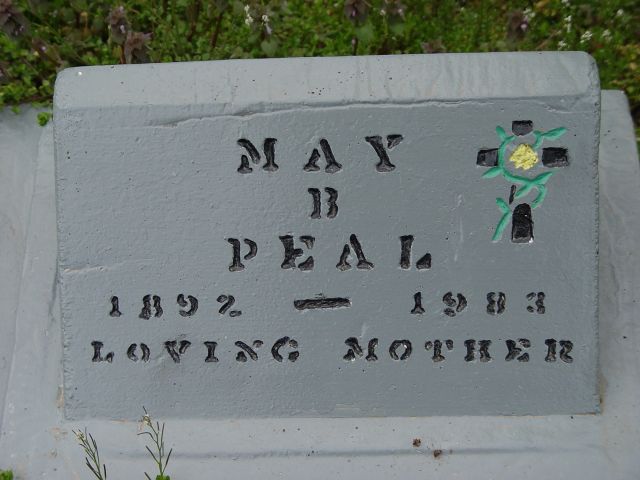 MAY
B
PEAL
1892 — 1983
LOVING MOTHER